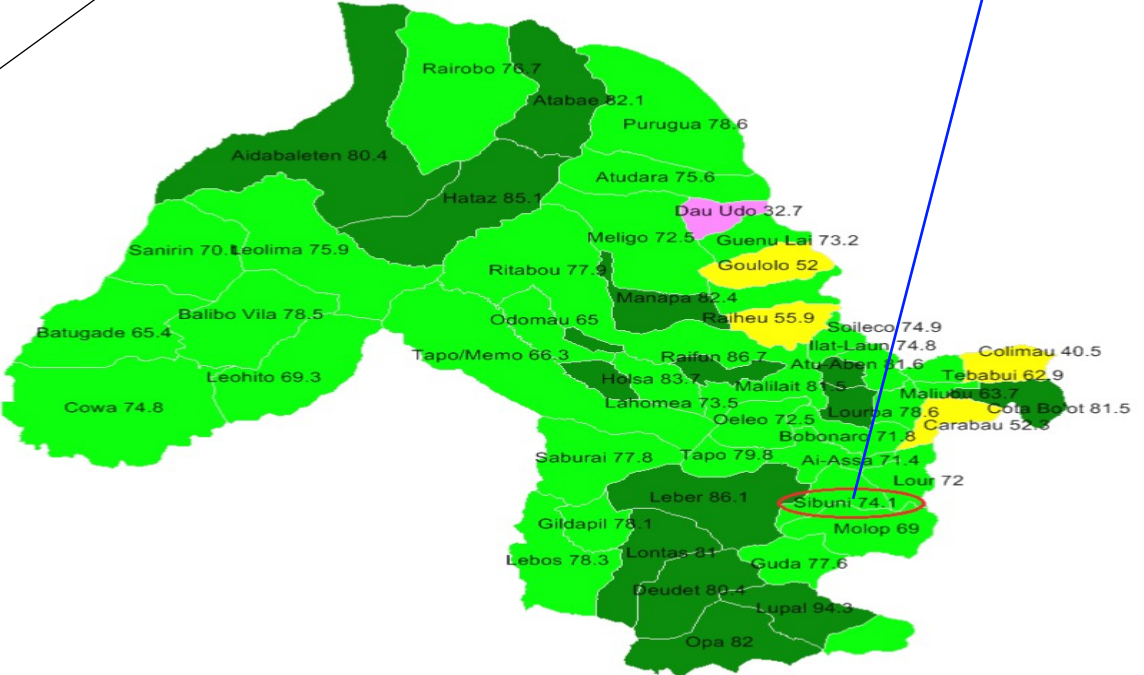 Rairobo 76.7
Atabae 82.1
Purugua 78.6
Aidabaleten 80.4
Atudara 75.6
Hataz 85.1
Dau Udo 32.7
Meligo 72.5
Guenu Lai 73.2
Sanirin 70.1
Leolima 75.9
Ritabou 77.9
Goulolo 52
Manapa 82.4
Balibo Vila 78.5
Odomau 65
Raiheu 55.9
Soileco 74.9
Batugade 65.4
Ilat-Laun 74.8
Tapo/Memo 66.3
Raifun 86.7
Atu-Aben 81.6
Colimau 40.5
Leohito 69.3
Holsa 83.7
Malilait 81.5
Tebabui 62.9
Maliubu 63.7
Cowa 74.8
Lahomea 73.5
Lourba 78.6
Cota Bo'ot 81.5
Oeleo 72.5
Carabau 52.3
Bobonaro 71.8
Saburai 77.8
Tapo 79.8
Ai-Assa 71.4
Lour 72
Leber 86.1
Sibuni 74.1
Gildapil 78.1
Molop 69
Lontas 81
Lebos 78.3
Guda 77.6
Deudet 80.4
Lupal 94.3
Opa 82